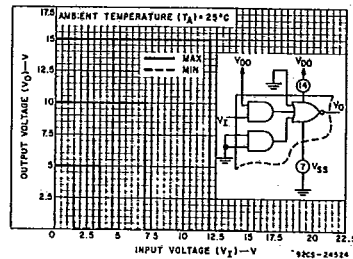 17.5
AMBIENT TEMPERATURE (TA)=25°C
15
12.5
10
7.5
5
2.5
OUTPUT VOLTAGE (VO)—V
MAX
MIN
VDD
VDD
14
VI
VO
7
VSS
2.5 5 7.5 10 12.5 15 17.5 20 22.5
INPUT VOLTAGE (VI)—V
92CS-24524